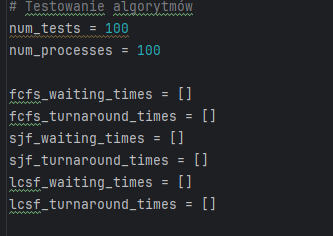 # Testowanie algorytmów
num_tests = 100
num_processes = 100
fcfs_waiting_times = []
fcfs_turnaround_times = []
sjf_waiting_times = []
sjf_turnaround_times = []
lcsf_waiting_times = []
lcsf_turnaround_times = []